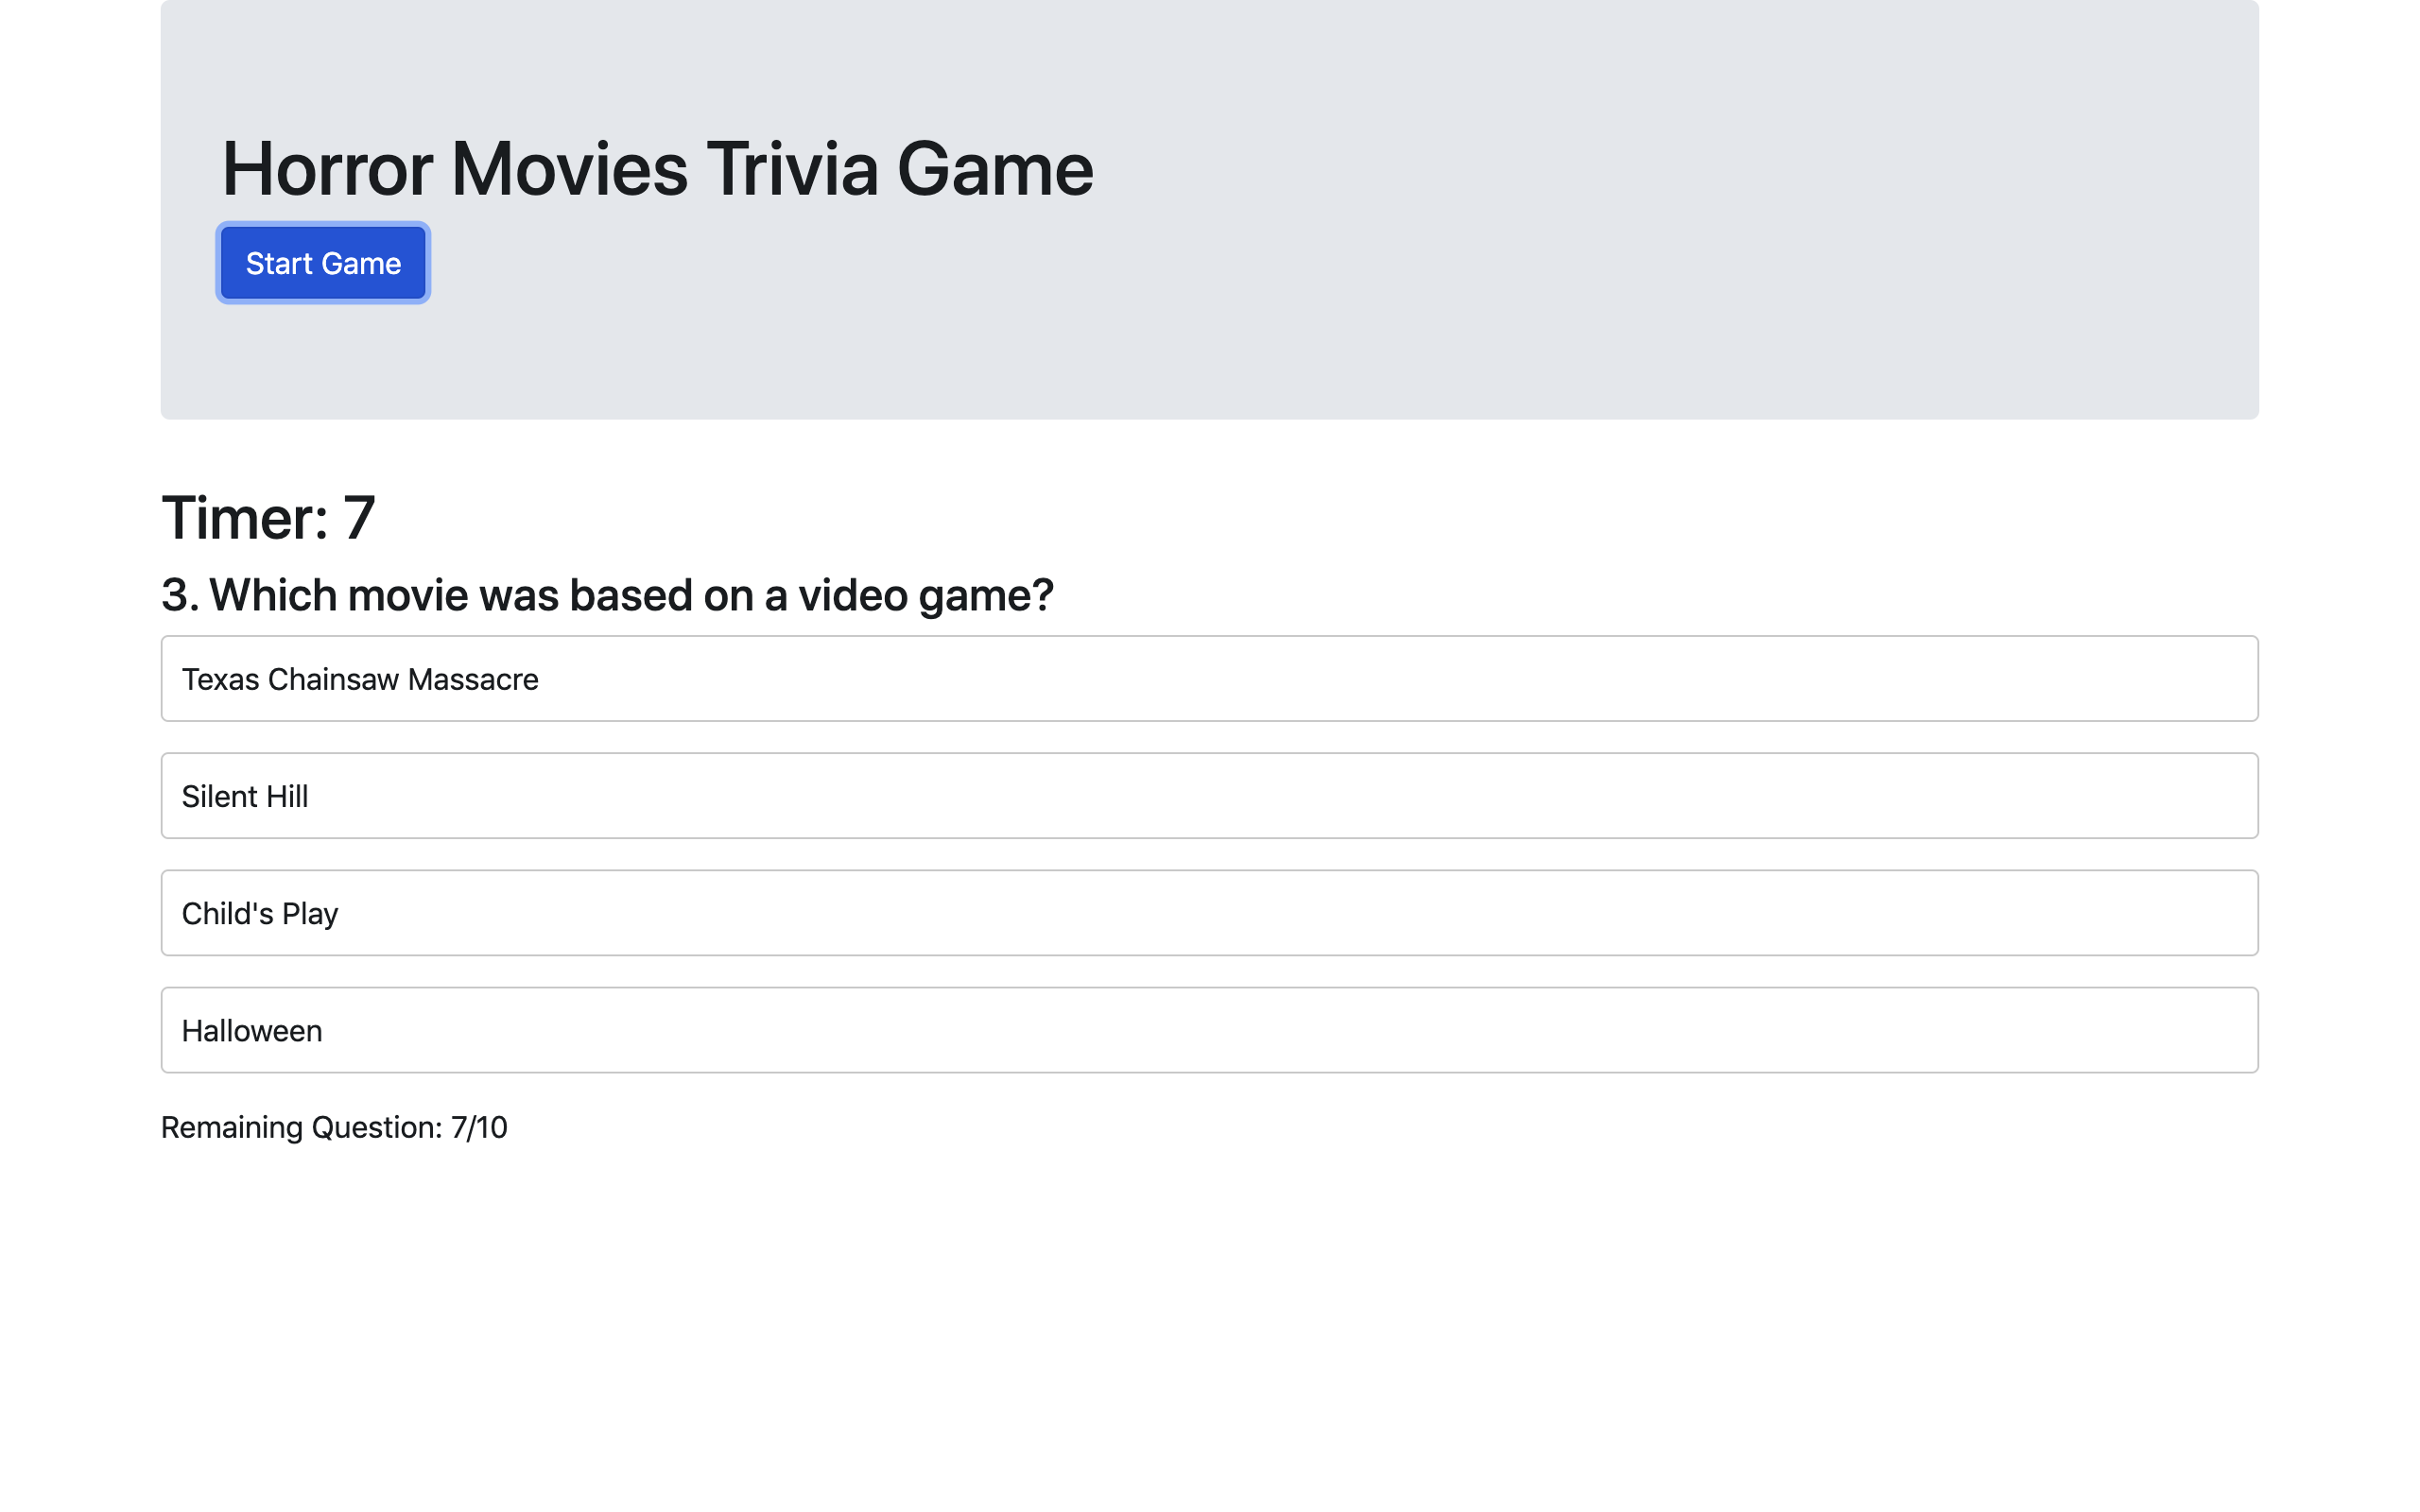 Horror Movies Trivia Game
Start Game
Timer: 7
3. Which movie was based on a video game?
Texas Chainsaw Massacre
Silent Hill
Child's Play
Halloween
Remaining Question: 7/10